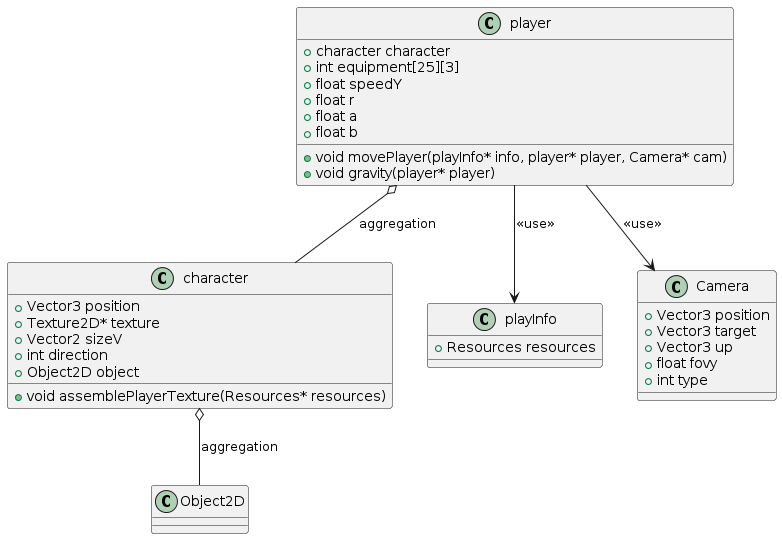 C player
character character
int equipment[25][3]
float speedY
float r
float a
float b
void movePlayer(playInfo* info, player* player, Camera* cam)
void gravity(player* player)
aggregation
«use»
«use»
C character
Vector3 position
Texture2D* texture
Vector2 sizeV
int direction
Object2D object
void assemblePlayerTexture(Resources* resources)
C playInfo
Resources resources
C Camera
Vector3 position
Vector3 target
Vector3 up
float fovy
int type
aggregation
C Object2D